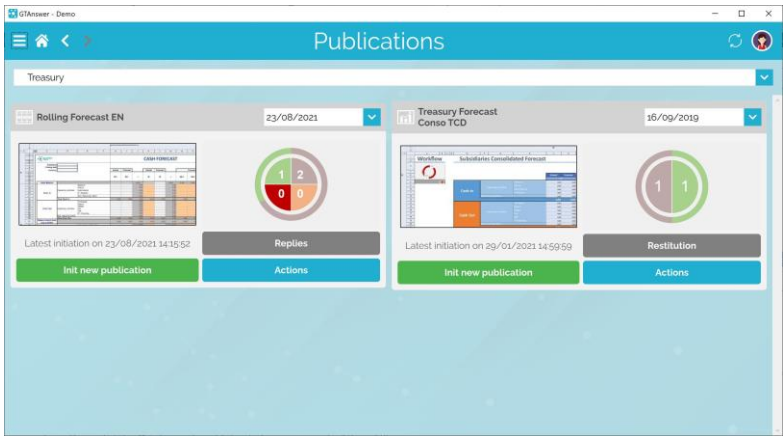 GTAnswer - Demo
Publications
Treasury
Rolling Forecast EN
23/08/2021
Treasury Forecast
Conso TCD
16/09/2019
CASH FORECAST
1 2
0 0
Workflow
Subsidiaries Consolidated Forecast
1 1
Latest initiation on 23/08/2021 14:15:52
Replies
Init new publication
Actions
Latest initiation on 29/01/2021 14:59:59
Restitution
Init new publication
Actions